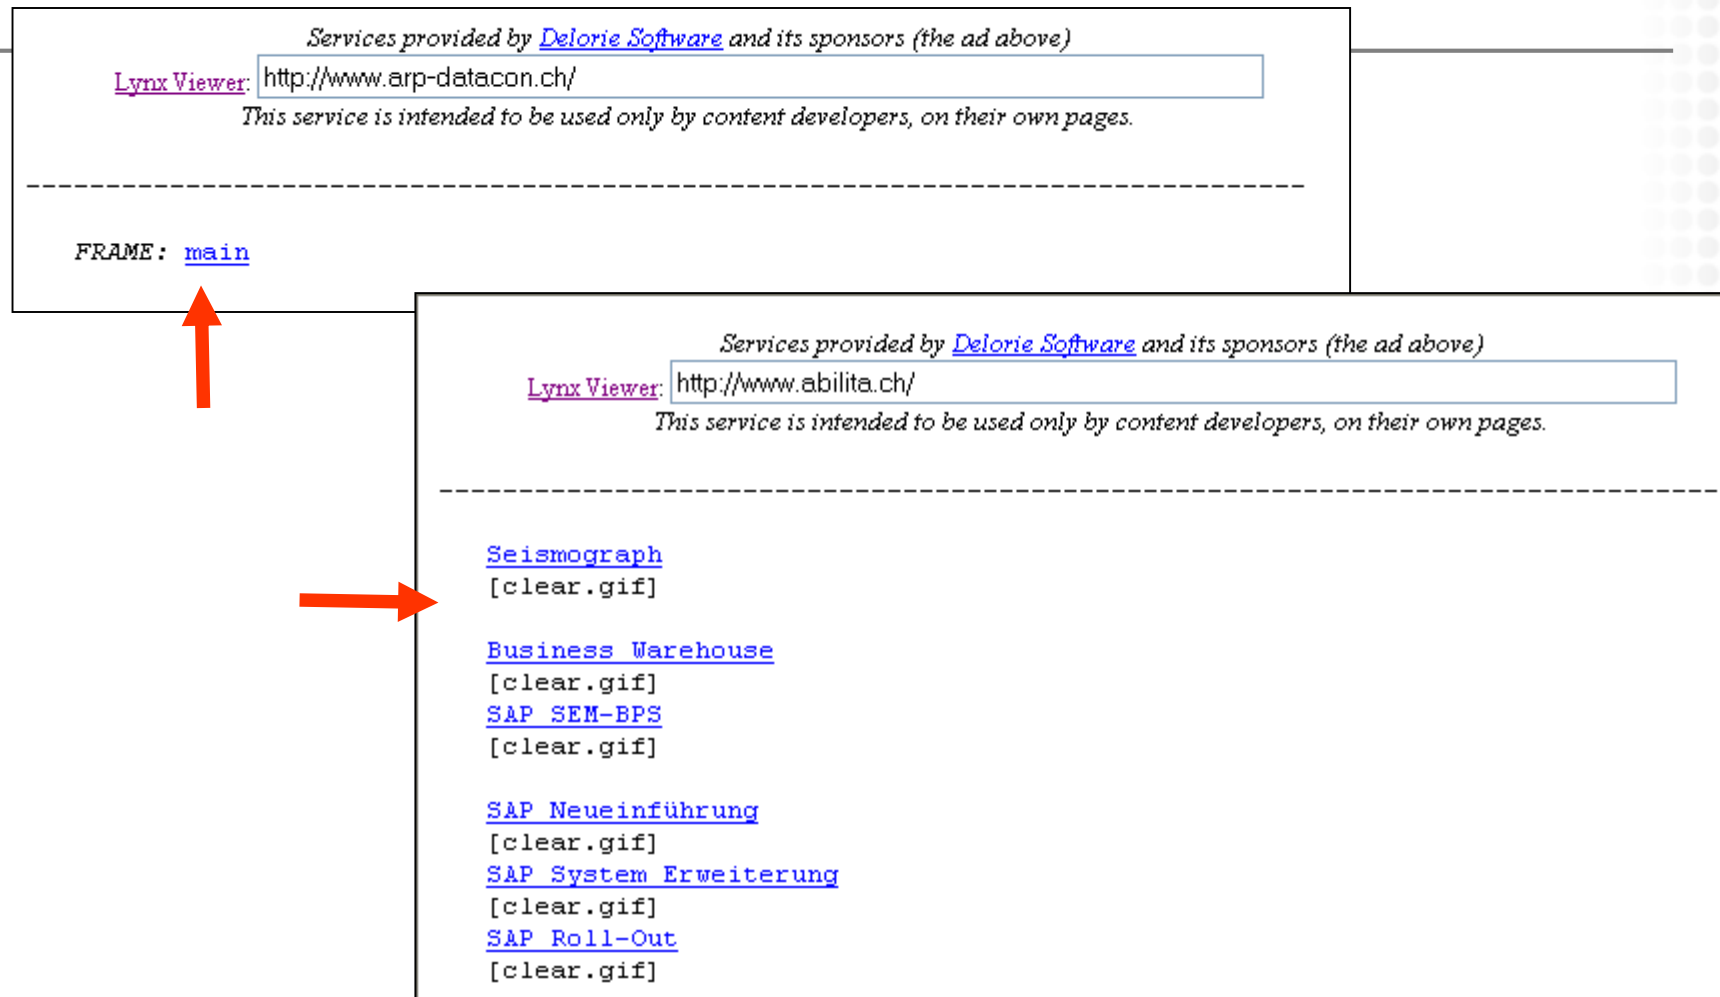 Services provided by Delorie Software and its sponsors (the ad above)
Lynx Viewer: http://www.arp-datacon.ch/
This service is intended to be used only by content developers, on their own pages.
--------------------------------------------------------------------------------
FRAME: main
Services provided by Delorie Software and its sponsors (the ad above)
Lynx Viewer: http://www.abilita.ch/
This service is intended to be used only by content developers, on their own pages.
--------------------------------------------------------------------------------
Seismograph
[clear.gif]
Business Warehouse
[clear.gif]
SAP SEM-BPS
[clear.gif]
SAP Neueinführung
[clear.gif]
SAP System Erweiterung
[clear.gif]
SAP Roll-Out
[clear.gif]